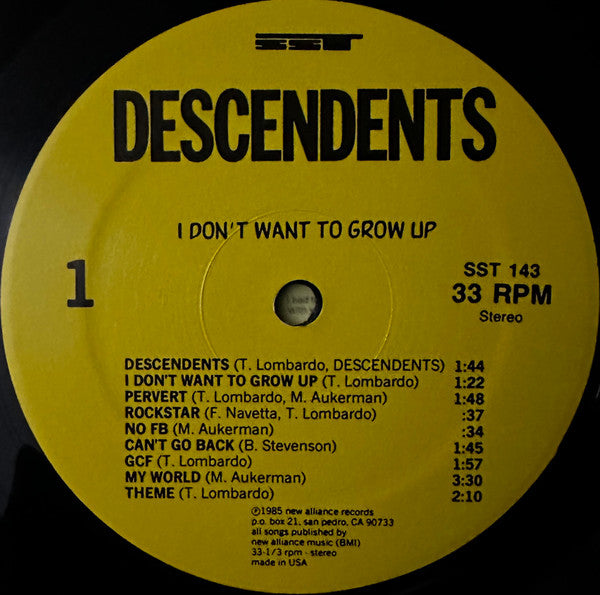 SST
DESCENDENTS
I DON'T WANT TO GROW UP
1
SST 143
33 RPM
Stereo
DESCENDENTS (T. Lombardo, DESCENDENTS) 1:44
I DON'T WANT TO GROW UP (T. Lombardo) 1:22
PERVERT (T. Lombardo, M. Aukerman) 1:48
ROCKSTAR (F. Navetta, T. Lombardo) :37
NO FB (M. Aukerman) :34
CAN'T GO BACK (B. Stevenson) 1:45
GCF (T. Lombardo) 1:57
MY WORLD (M. Aukerman) 3:30
THEME (T. Lombardo) 2:10
℗1985 new alliance records
p.o. box 21, san pedro, CA 90733
all songs published by
new alliance music (BMI)
33-1/3 rpm - stereo
made in USA